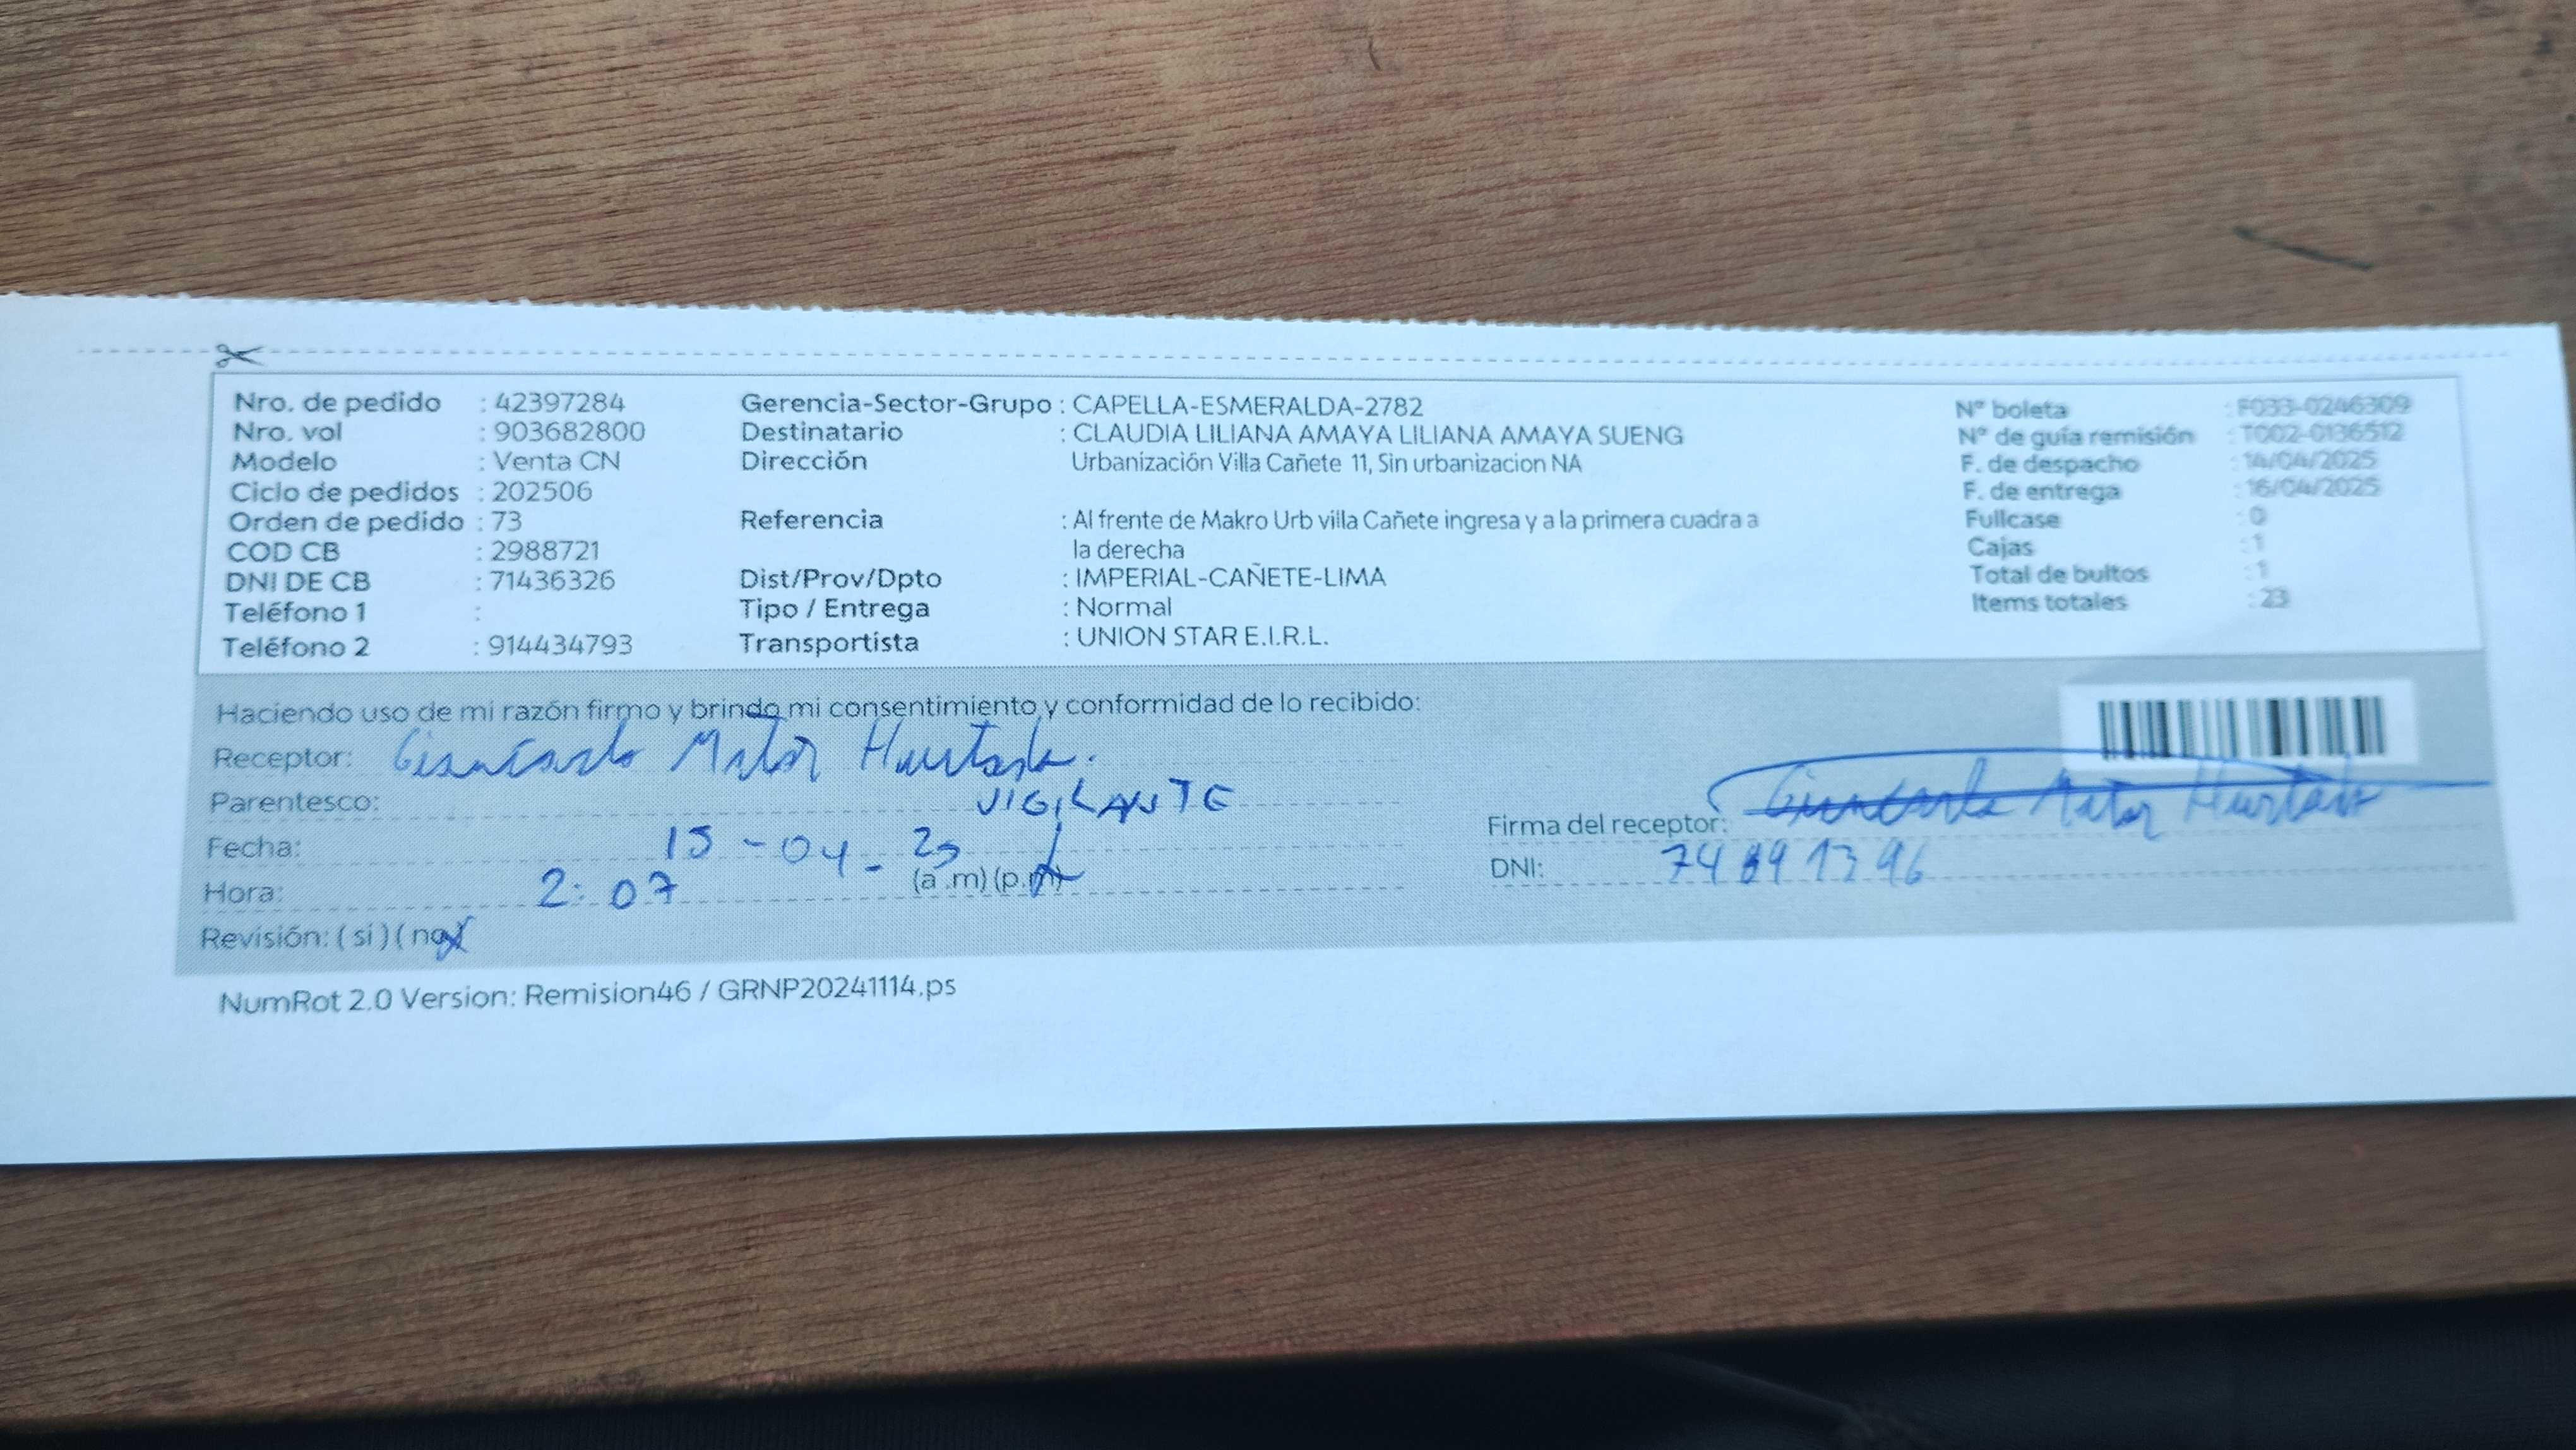 Nro. de pedido : 42397284
Nro. vol : 903682800
Modelo : Venta CN
Ciclo de pedidos : 202506
Orden de pedido : 73
COD CB : 2988721
DNI DE CB : 71436326
Teléfono 1 :
Teléfono 2 : 914434793
Gerencia-Sector-Grupo : CAPELLA-ESMERALDA-2782
Destinatario : CLAUDIA LILIANA AMAYA LILIANA AMAYA SUENG
Dirección Urbanización Villa Cañete 11, Sin urbanizacion NA
Referencia : Al frente de Makro Urb villa Cañete ingresa y a la primera cuadra a
la derecha
Dist/Prov/Dpto : IMPERIAL-CAÑETE-LIMA
Tipo / Entrega : Normal
Transportista : UNION STAR E.I.R.L.
N° boleta : F033-0246309
N° de guía remisión : T002-0136512
F. de despacho : 14/04/2025
F. de entrega : 16/04/2025
Fullcase : 0
Cajas : 1
Total de bultos : 1
Items totales : 23
Haciendo uso de mi razón firmo y brindo mi consentimiento y conformidad de lo recibido:
Receptor: Giancarlo Hurtado.
Parentesco: VIGILANTE
Fecha: 15 - 04 - 25
Hora: 2: 07 (a .m) (p.m)
Revisión: ( si ) ( no )
Firma del receptor: Giancarlo Hurtado
DNI:
NumRot 2.0 Version: Remision46 / GRNP20241114.ps